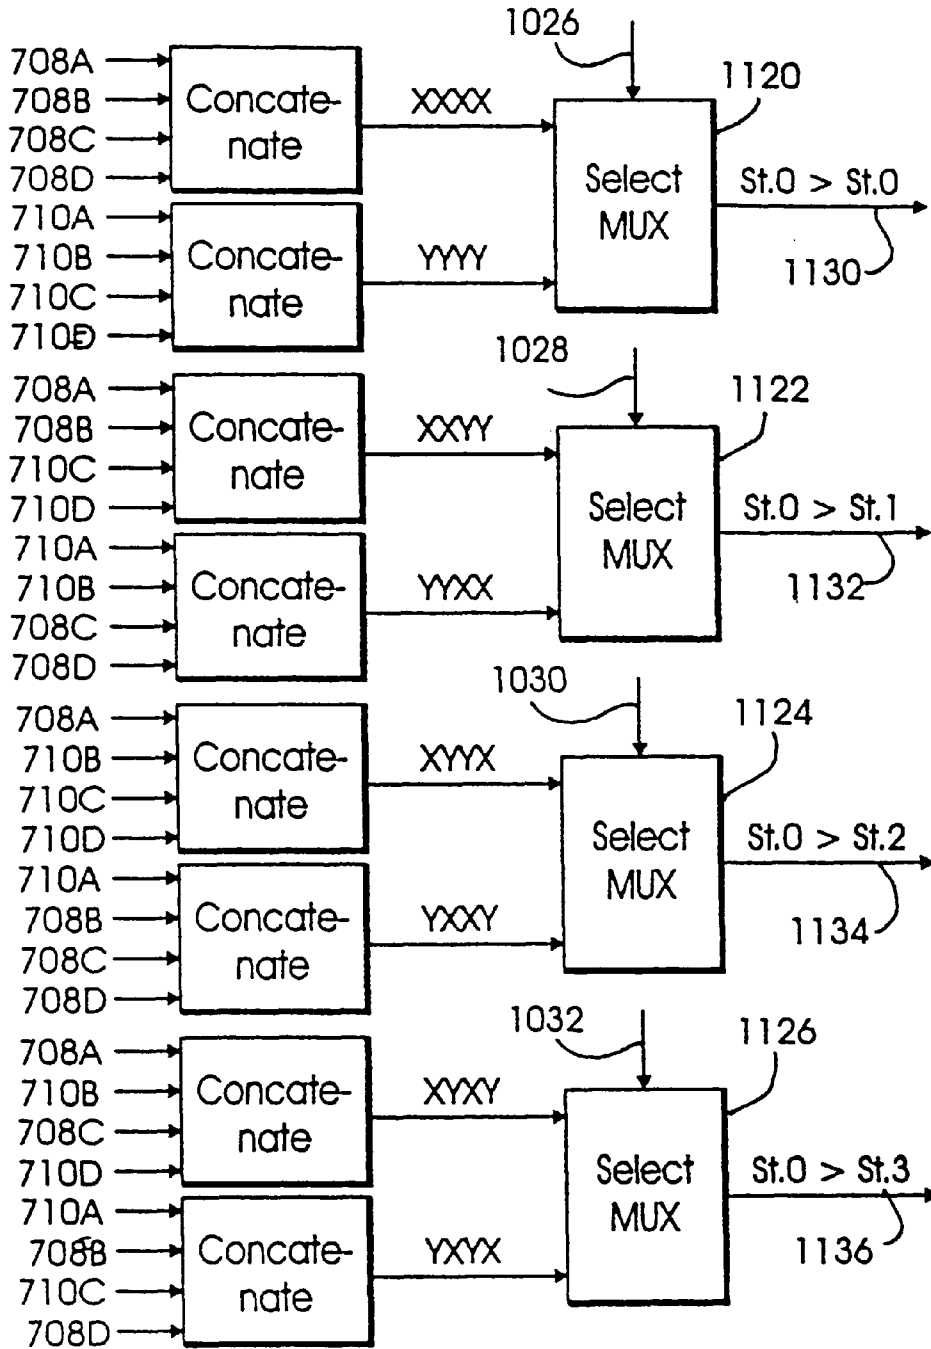 1026
708A
708B
708C
708D
Concate-
nate
XXXX
1120
Select
MUX
St.0 > St.0
1130
710A
710B
710C
Concate-
nate
YYYY
1028
708A
708B
710C
710D
Concate-
nate
XXYY
1122
Select
MUX
St.0 > St.1
1132
710A
710B
708C
708D
Concate-
nate
YYXX
1030
708A
710B
710C
710D
Concate-
nate
XYYX
1124
Select
MUX
St.0 > St.2
1134
710A
708B
708C
708D
Concate-
nate
YXXY
1032
708A
710B
708C
710D
Concate-
nate
XYXY
1126
Select
MUX
St.0 > St.3
1136
710A
708B
710C
708D
Concate-
nate
YXYX